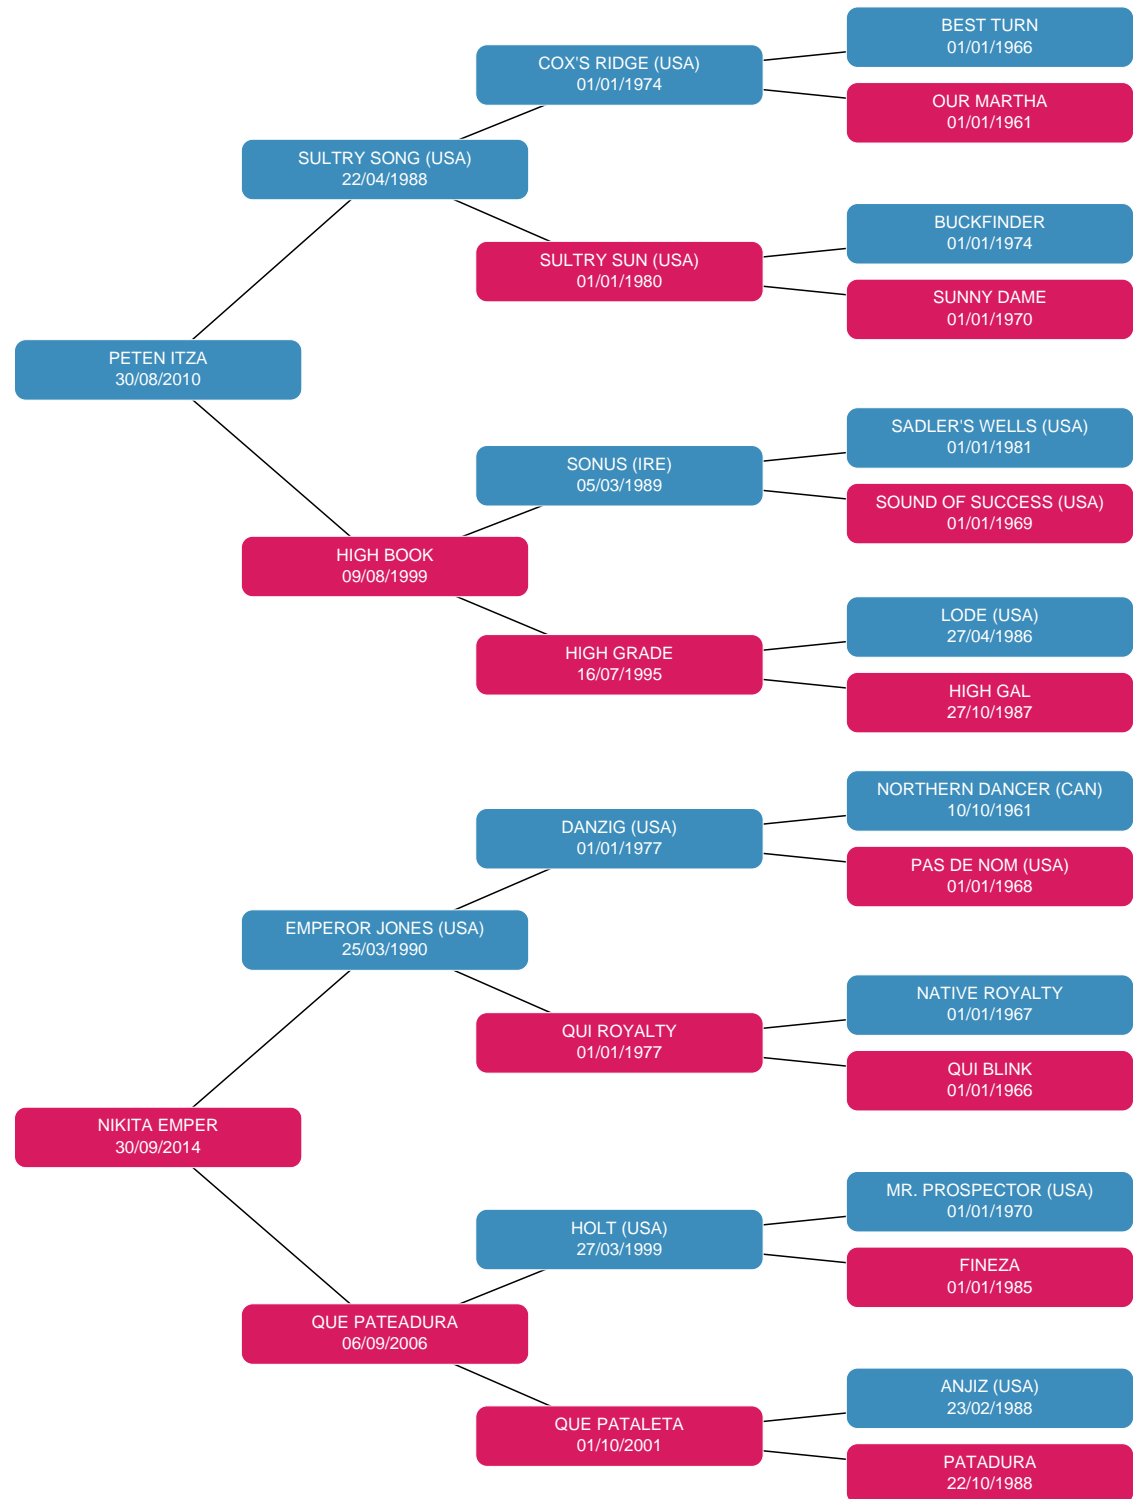 BEST TURN
01/01/1966
COX'S RIDGE (USA)
01/01/1974
OUR MARTHA
01/01/1961
SULTRY SONG (USA)
22/04/1988
BUCKFINDER
01/01/1974
SULTRY SUN (USA)
01/01/1980
SUNNY DAME
01/01/1970
PETEN ITZA
30/08/2010
SADLER'S WELLS (USA)
01/01/1981
SONUS (IRE)
05/03/1989
SOUND OF SUCCESS (USA)
01/01/1969
HIGH BOOK
09/08/1999
LODE (USA)
27/04/1986
HIGH GRADE
16/07/1995
HIGH GAL
27/10/1987
NORTHERN DANCER (CAN)
10/10/1961
DANZIG (USA)
01/01/1977
PAS DE NOM (USA)
01/01/1968
EMPEROR JONES (USA)
25/03/1990
NATIVE ROYALTY
01/01/1967
QUI ROYALTY
01/01/1977
QUI BLINK
01/01/1966
NIKITA EMPER
30/09/2014
MR. PROSPECTOR (USA)
01/01/1970
HOLT (USA)
27/03/1999
FINEZA
01/01/1985
QUE PATEADURA
06/09/2006
ANJIZ (USA)
23/02/1988
QUE PATALETA
01/10/2001
PATADURA
22/10/1988